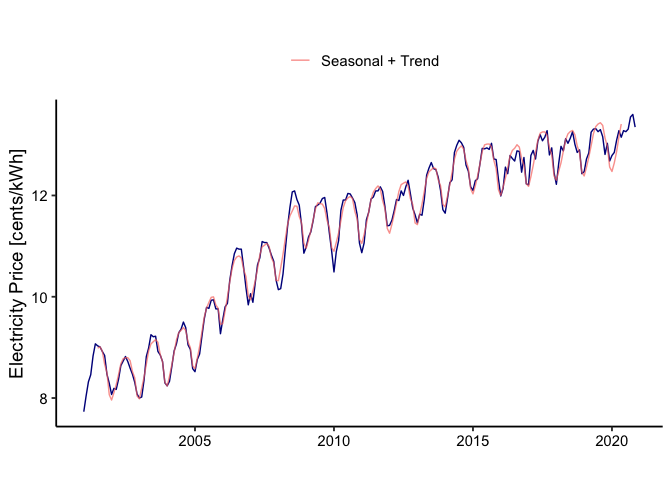 Seasonal + Trend
Electricity Price [cents/kWh]
12
10
8
2005 2010 2015 2020